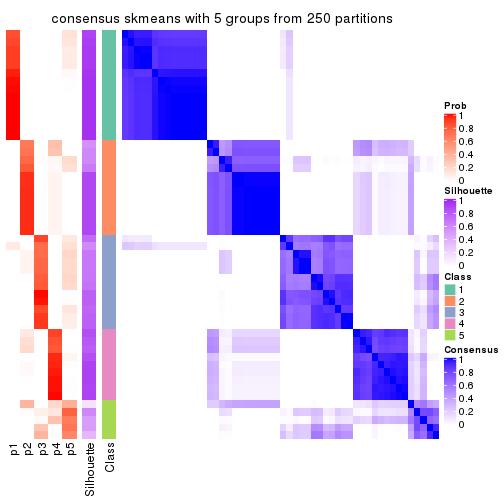 consensus skmeans with 5 groups from 250 partitions
Prob
1
0.8
0.6
0.4
0.2
0
Silhouette
1
0.8
0.6
0.4
0.2
0
Class
1
2
3
4
5
Consensus
1
0.8
0.6
0.4
0.2
0
p1
p2
p3
p4
p5
Silhouette
Class